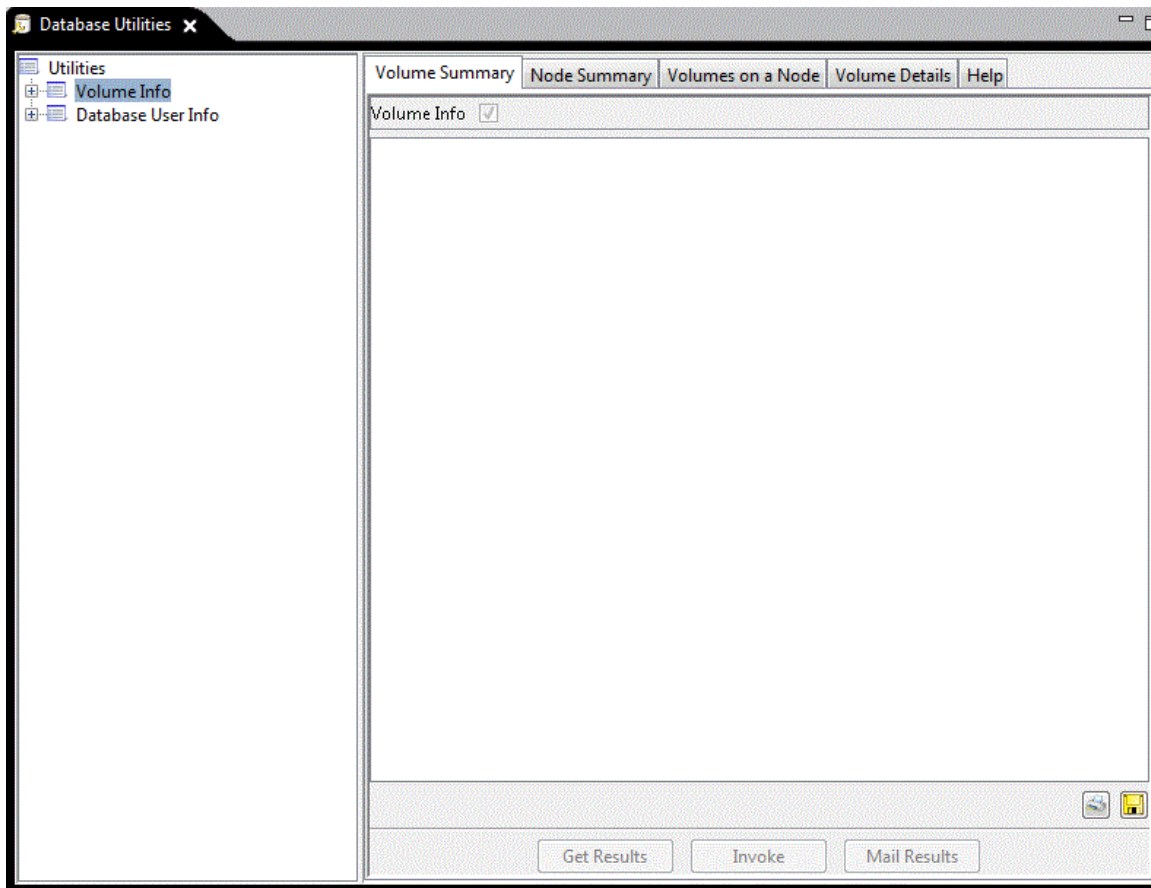 Database Utilities
Utilities
Volume Info
Database User Info
Volume Summary Node Summary Volumes on a Node Volume Details Help
Volume Info
Get Results Invoke Mail Results